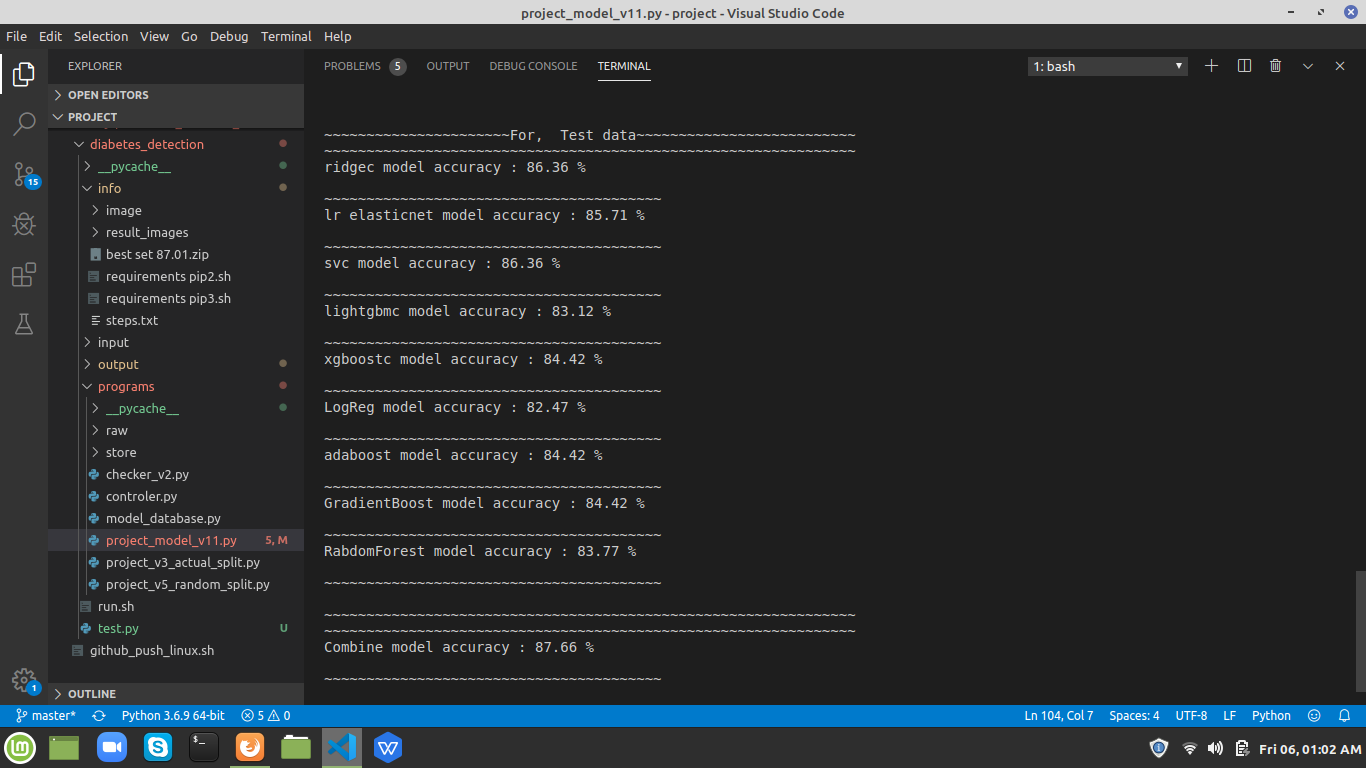 project_model_v11.py - project - Visual Studio Code
File Edit Selection View Go Debug Terminal Help
EXPLORER
OPEN EDITORS
PROJECT
diabetes_detection
__pycache__
info
image
result_images
best set 87.01.zip
requirements pip2.sh
requirements pip3.sh
steps.txt
input
output
programs
__pycache__
raw
store
checker_v2.py
controler.py
model_database.py
project_model_v11.py 5, M
project_v3_actual_split.py
project_v5_random_split.py
run.sh
test.py U
github_push_linux.sh
OUTLINE
15
1
PROBLEMS 5 OUTPUT DEBUG CONSOLE TERMINAL 1: bash
~~~~~~~~~~~~~~~~~~~~~~For,  Test data~~~~~~~~~~~~~~~~~~~~~~~~~~
~~~~~~~~~~~~~~~~~~~~~~~~~~~~~~~~~~~~~~~~~~~~~~~~~~~~~~~~~~~~~~~
ridgec model accuracy : 86.36 %
~~~~~~~~~~~~~~~~~~~~~~~~~~~~~~~~~~~~~~~~
lr elasticnet model accuracy : 85.71 %
~~~~~~~~~~~~~~~~~~~~~~~~~~~~~~~~~~~~~~~~
svc model accuracy : 86.36 %
~~~~~~~~~~~~~~~~~~~~~~~~~~~~~~~~~~~~~~~~
lightgbmc model accuracy : 83.12 %
~~~~~~~~~~~~~~~~~~~~~~~~~~~~~~~~~~~~~~~~
xgboostc model accuracy : 84.42 %
~~~~~~~~~~~~~~~~~~~~~~~~~~~~~~~~~~~~~~~~
LogReg model accuracy : 82.47 %
~~~~~~~~~~~~~~~~~~~~~~~~~~~~~~~~~~~~~~~~
adaboost model accuracy : 84.42 %
~~~~~~~~~~~~~~~~~~~~~~~~~~~~~~~~~~~~~~~~
GradientBoost model accuracy : 84.42 %
~~~~~~~~~~~~~~~~~~~~~~~~~~~~~~~~~~~~~~~~
RabdomForest model accuracy : 83.77 %
~~~~~~~~~~~~~~~~~~~~~~~~~~~~~~~~~~~~~~~~
~~~~~~~~~~~~~~~~~~~~~~~~~~~~~~~~~~~~~~~~~~~~~~~~~~~~~~~~~~~~~~~
~~~~~~~~~~~~~~~~~~~~~~~~~~~~~~~~~~~~~~~~~~~~~~~~~~~~~~~~~~~~~~~
Combine model accuracy : 87.66 %
~~~~~~~~~~~~~~~~~~~~~~~~~~~~~~~~~~~~~~~~
master* Python 3.6.9 64-bit 5 0 Ln 104, Col 7 Spaces: 4 UTF-8 LF Python
Fri 06, 01:02 AM